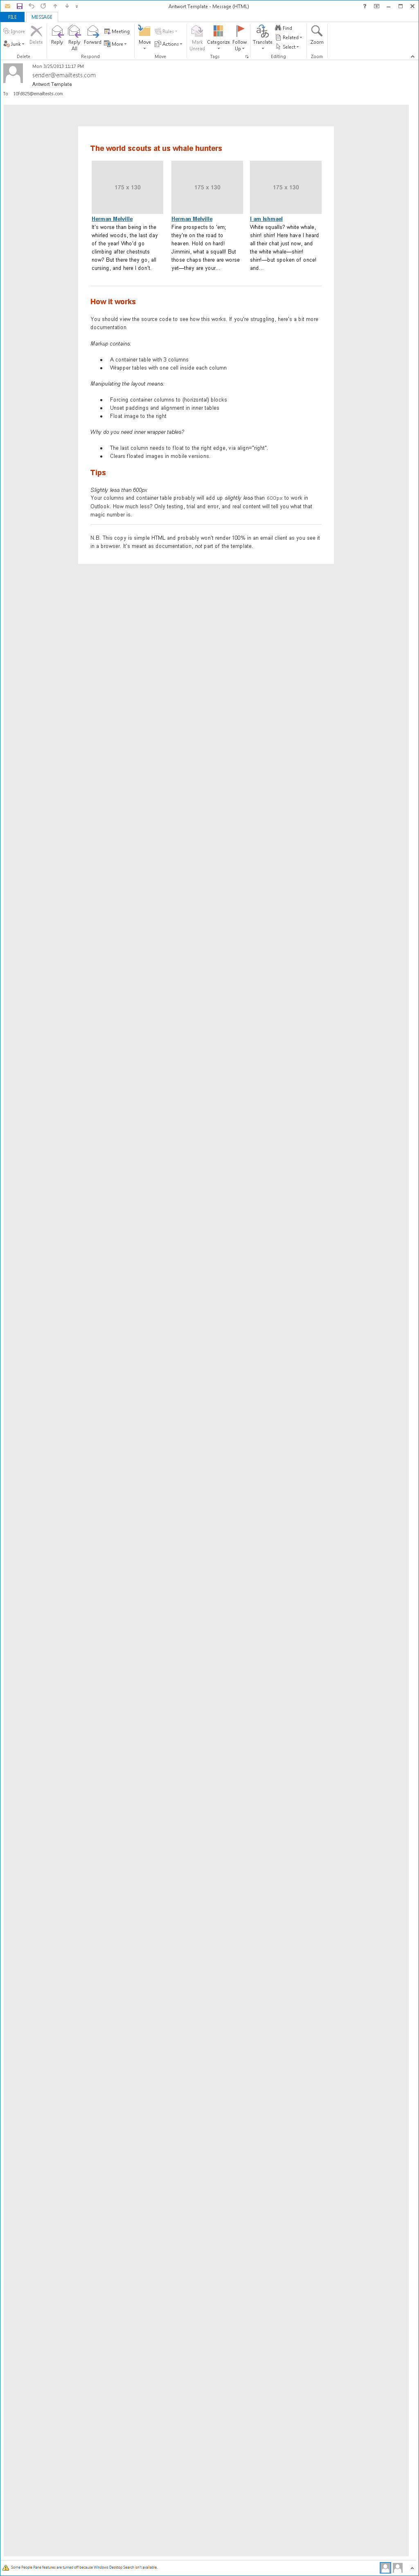 Antwort Template - Message (HTML)
FILE MESSAGE
Ignore
Junk
Delete
Reply
Reply All
Forward
Meeting
More
Move
Rules
Actions
Mark Unread
Categorize
Follow Up
Translate
Find
Related
Select
Zoom
Delete Respond Move Tags Editing Zoom
Mon 3/25/2013 11:17 PM
sender@emailtests.com
Antwort Template
To
The world scouts at us whale hunters
175 x 130 175 x 130 175 x 130
Herman Melville
It's worse than being in the
whirled woods, the last day
of the year! Who'd go
climbing after chestnuts
now? But there they go, all
cursing, and here I don't.
Herman Melville
Fine prospects to 'em;
they're on the road to
heaven. Hold on hard!
Jimmini, what a squall! But
those chaps there are worse
yet—they are your...
I am Ishmael
White squalls? white whale,
shirr! shirr! Here have I heard
all their chat just now, and
the white whale—shirr!
shirr!—but spoken of once!
and...
How it works
You should view the source code to see how this works. If you're struggling, here's a bit more
documentation
Markup contains:
• A container table with 3 columns
• Wrapper tables with one cell inside each column
Manipulating the layout means:
• Forcing container columns to (horizontal) blocks
• Unset paddings and alignment in inner tables
• Float image to the right
Why do you need inner wrapper tables?
• The last column needs to float to the right edge, via align="right".
• Clears floated images in mobile versions.
Tips
Slightly less than 600px
Your columns and container table probably will add up slightly less than 600px to work in
Outlook. How much less? Only testing, trial and error, and real content will tell you what that
magic number is.
N.B. This copy is simple HTML and probably won't render 100% in an email client as you see it
in a browser. It's meant as documentation, not part of the template.
Some People Pane features are turned off because Windows Desktop Search isn't available.